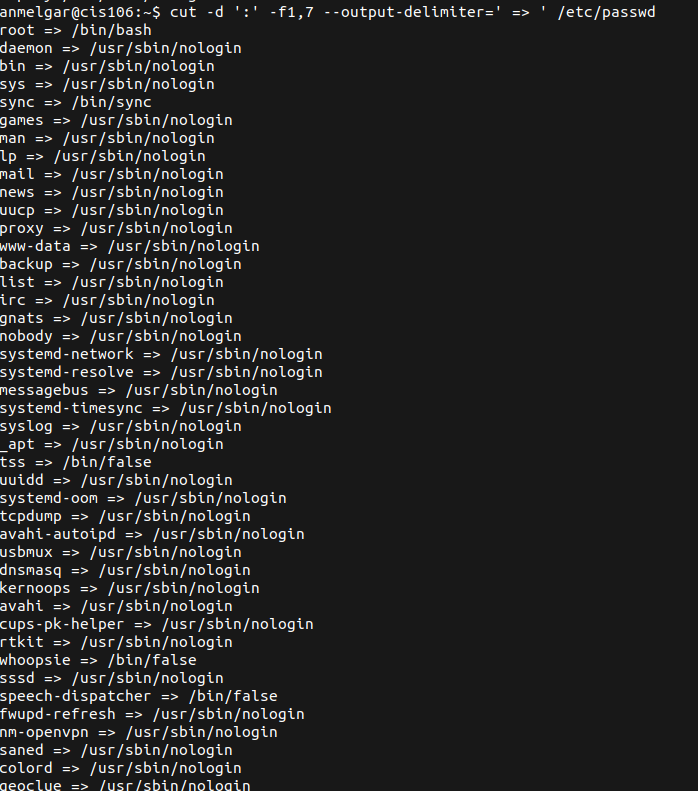 anmelgar@cis106:~$ cut -d ':' -f1,7 --output-delimiter=' => ' /etc/passwd
root => /bin/bash
daemon => /usr/sbin/nologin
bin => /usr/sbin/nologin
sys => /usr/sbin/nologin
sync => /bin/sync
games => /usr/sbin/nologin
man => /usr/sbin/nologin
lp => /usr/sbin/nologin
mail => /usr/sbin/nologin
news => /usr/sbin/nologin
uucp => /usr/sbin/nologin
proxy => /usr/sbin/nologin
www-data => /usr/sbin/nologin
backup => /usr/sbin/nologin
list => /usr/sbin/nologin
irc => /usr/sbin/nologin
gnats => /usr/sbin/nologin
nobody => /usr/sbin/nologin
systemd-network => /usr/sbin/nologin
systemd-resolve => /usr/sbin/nologin
messagebus => /usr/sbin/nologin
systemd-timesync => /usr/sbin/nologin
syslog => /usr/sbin/nologin
_apt => /usr/sbin/nologin
tss => /bin/false
uuidd => /usr/sbin/nologin
systemd-oom => /usr/sbin/nologin
tcpdump => /usr/sbin/nologin
avahi-autoipd => /usr/sbin/nologin
usbmux => /usr/sbin/nologin
dnsmasq => /usr/sbin/nologin
kernoops => /usr/sbin/nologin
avahi => /usr/sbin/nologin
cups-pk-helper => /usr/sbin/nologin
rtkit => /usr/sbin/nologin
whoopsie => /bin/false
sssd => /usr/sbin/nologin
speech-dispatcher => /bin/false
fwupd-refresh => /usr/sbin/nologin
nm-openvpn => /usr/sbin/nologin
saned => /usr/sbin/nologin
colord => /usr/sbin/nologin
geoclue => /usr/sbin/nologin